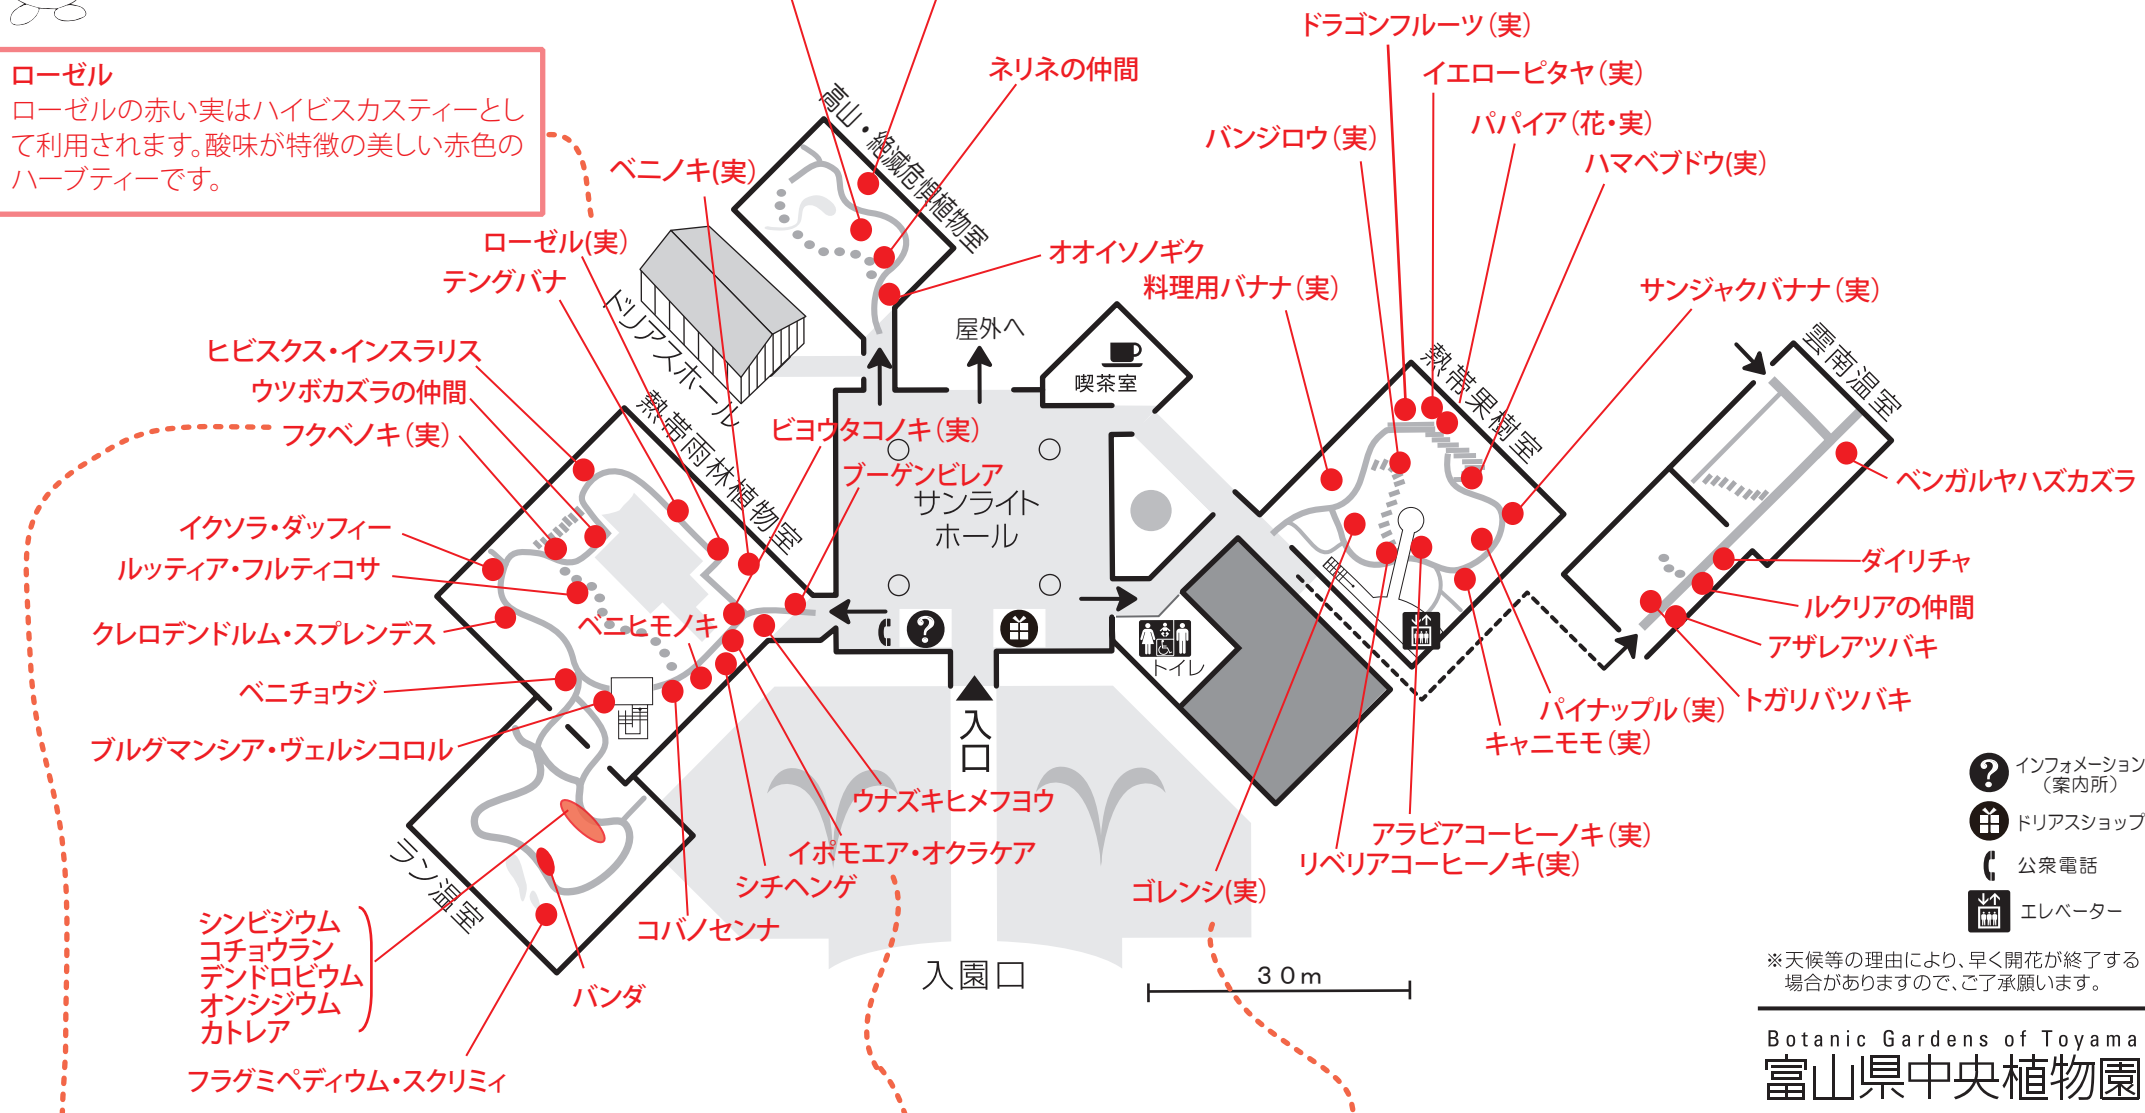 ローゼル
ローゼルの赤い実はハイビスカスティーとし
て利用されます。酸味が特徴の美しい赤色の
ハーブティーです。
ネリネの仲間
高山・絶滅危惧植物室
ベニノキ(実)
ローゼル(実)
テングバナ
オオイソノギク
ドリアスホール
屋外へ
喫茶室
ヒビスクス・インスラリス
ウツボカズラの仲間
フクベノキ(実)
熱帯雨林植物室
ビヨウタコノキ(実)
ブーゲンビレア
サンライト
ホール
イクソラ・ダッフィー
ルッティア・フルティコサ
クレロデンドルム・スプレンデス
ベニヒモノキ
ベニチョウジ
ブルグマンシア・ヴェルシコロル
ラン温室
シンビジウム
コチョウラン
デンドロビウム
オンシジウム
カトレア
フラグミペディウム・スクリミィ
バンダ
コバノセンナ
シチヘンゲ
イポモエア・オクラケア
ウナズキヒメフヨウ
入口
入園口
トイレ
ドラゴンフルーツ(実)
イエローピタヤ(実)
パパイア(花・実)
バンジロウ(実)
ハマベブドウ(実)
料理用バナナ(実)
サンジャクバナナ(実)
熱帯果樹室
雲南温室
ベンガルヤハズカズラ
ダイリチャ
ルクリアの仲間
アザレアツバキ
トガリバツバキ
パイナップル(実)
キャニモモ(実)
アラビアコーヒーノキ(実)
リベリアコーヒーノキ(実)
ゴレンシ(実)
30m
?
?
インフォメーション
(案内所)
ドリアスショップ
公衆電話
エレベーター
※天候等の理由により、早く開花が終了する
場合がありますので、ご了承願います。
Botanic Gardens of Toyama
富山県中央植物園